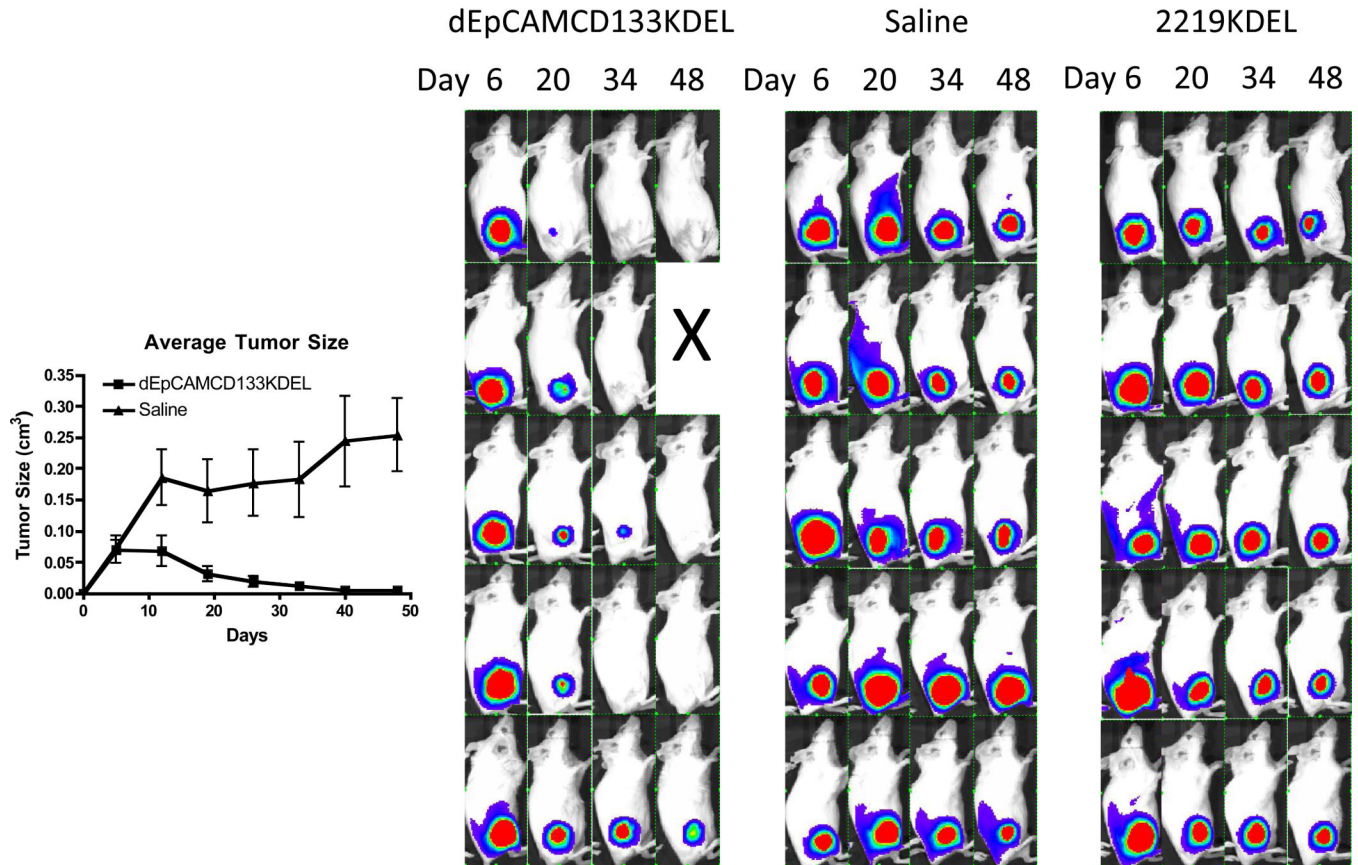 dEpCAMCD133KDEL Saline 2219KDEL
Day 6 20 34 48 Day 6 20 34 48 Day 6 20 34 48
X
Average Tumor Size
dEpCAMCD133KDEL
Saline
Tumor Size (cm³)
0.35
0.30
0.25
0.20
0.15
0.10
0.05
0.00
0 10 20 30 40 50
Days